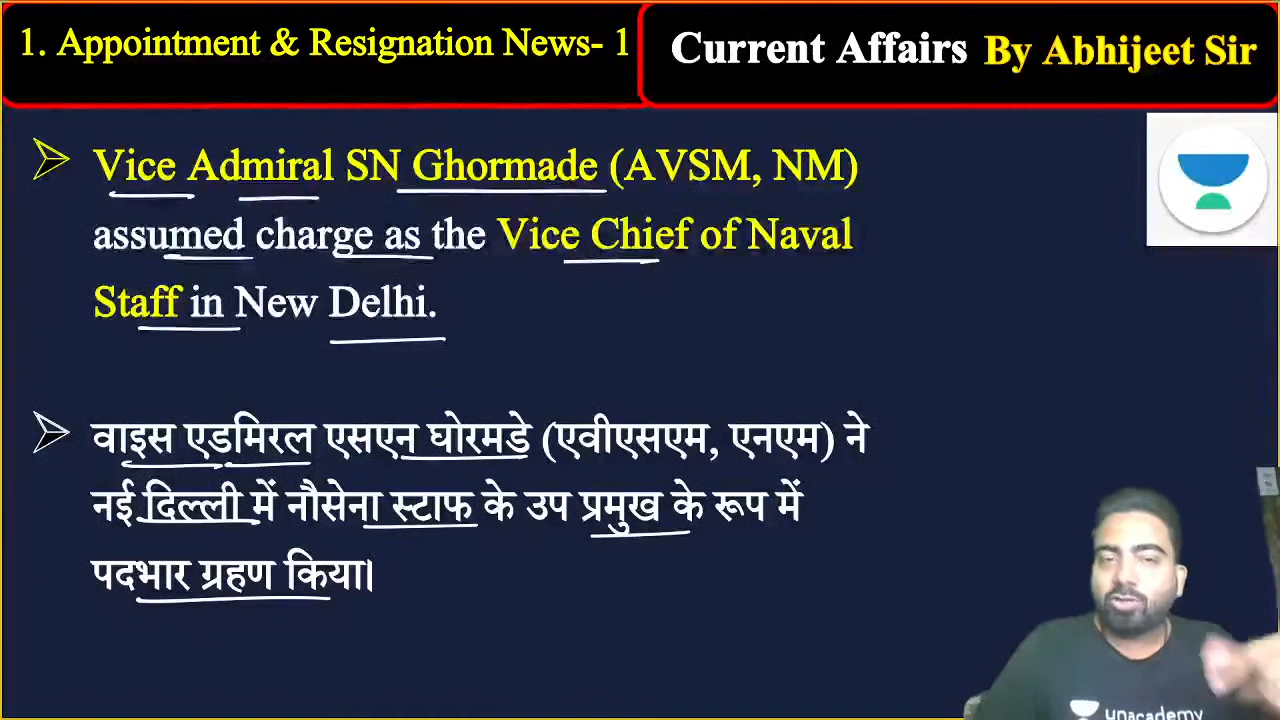 1. Appointment & Resignation News- 1
Current Affairs By Abhijeet Sir
Vice Admiral SN Ghormade (AVSM, NM)
assumed charge as the Vice Chief of Naval
Staff in New Delhi.
वाइस एडमिरल एसएन घोरमडे (एवीएसएम, एनएम) ने
नई दिल्ली में नौसेना स्टाफ के उप प्रमुख के रूप में
पदभार ग्रहण किया।
unacademy